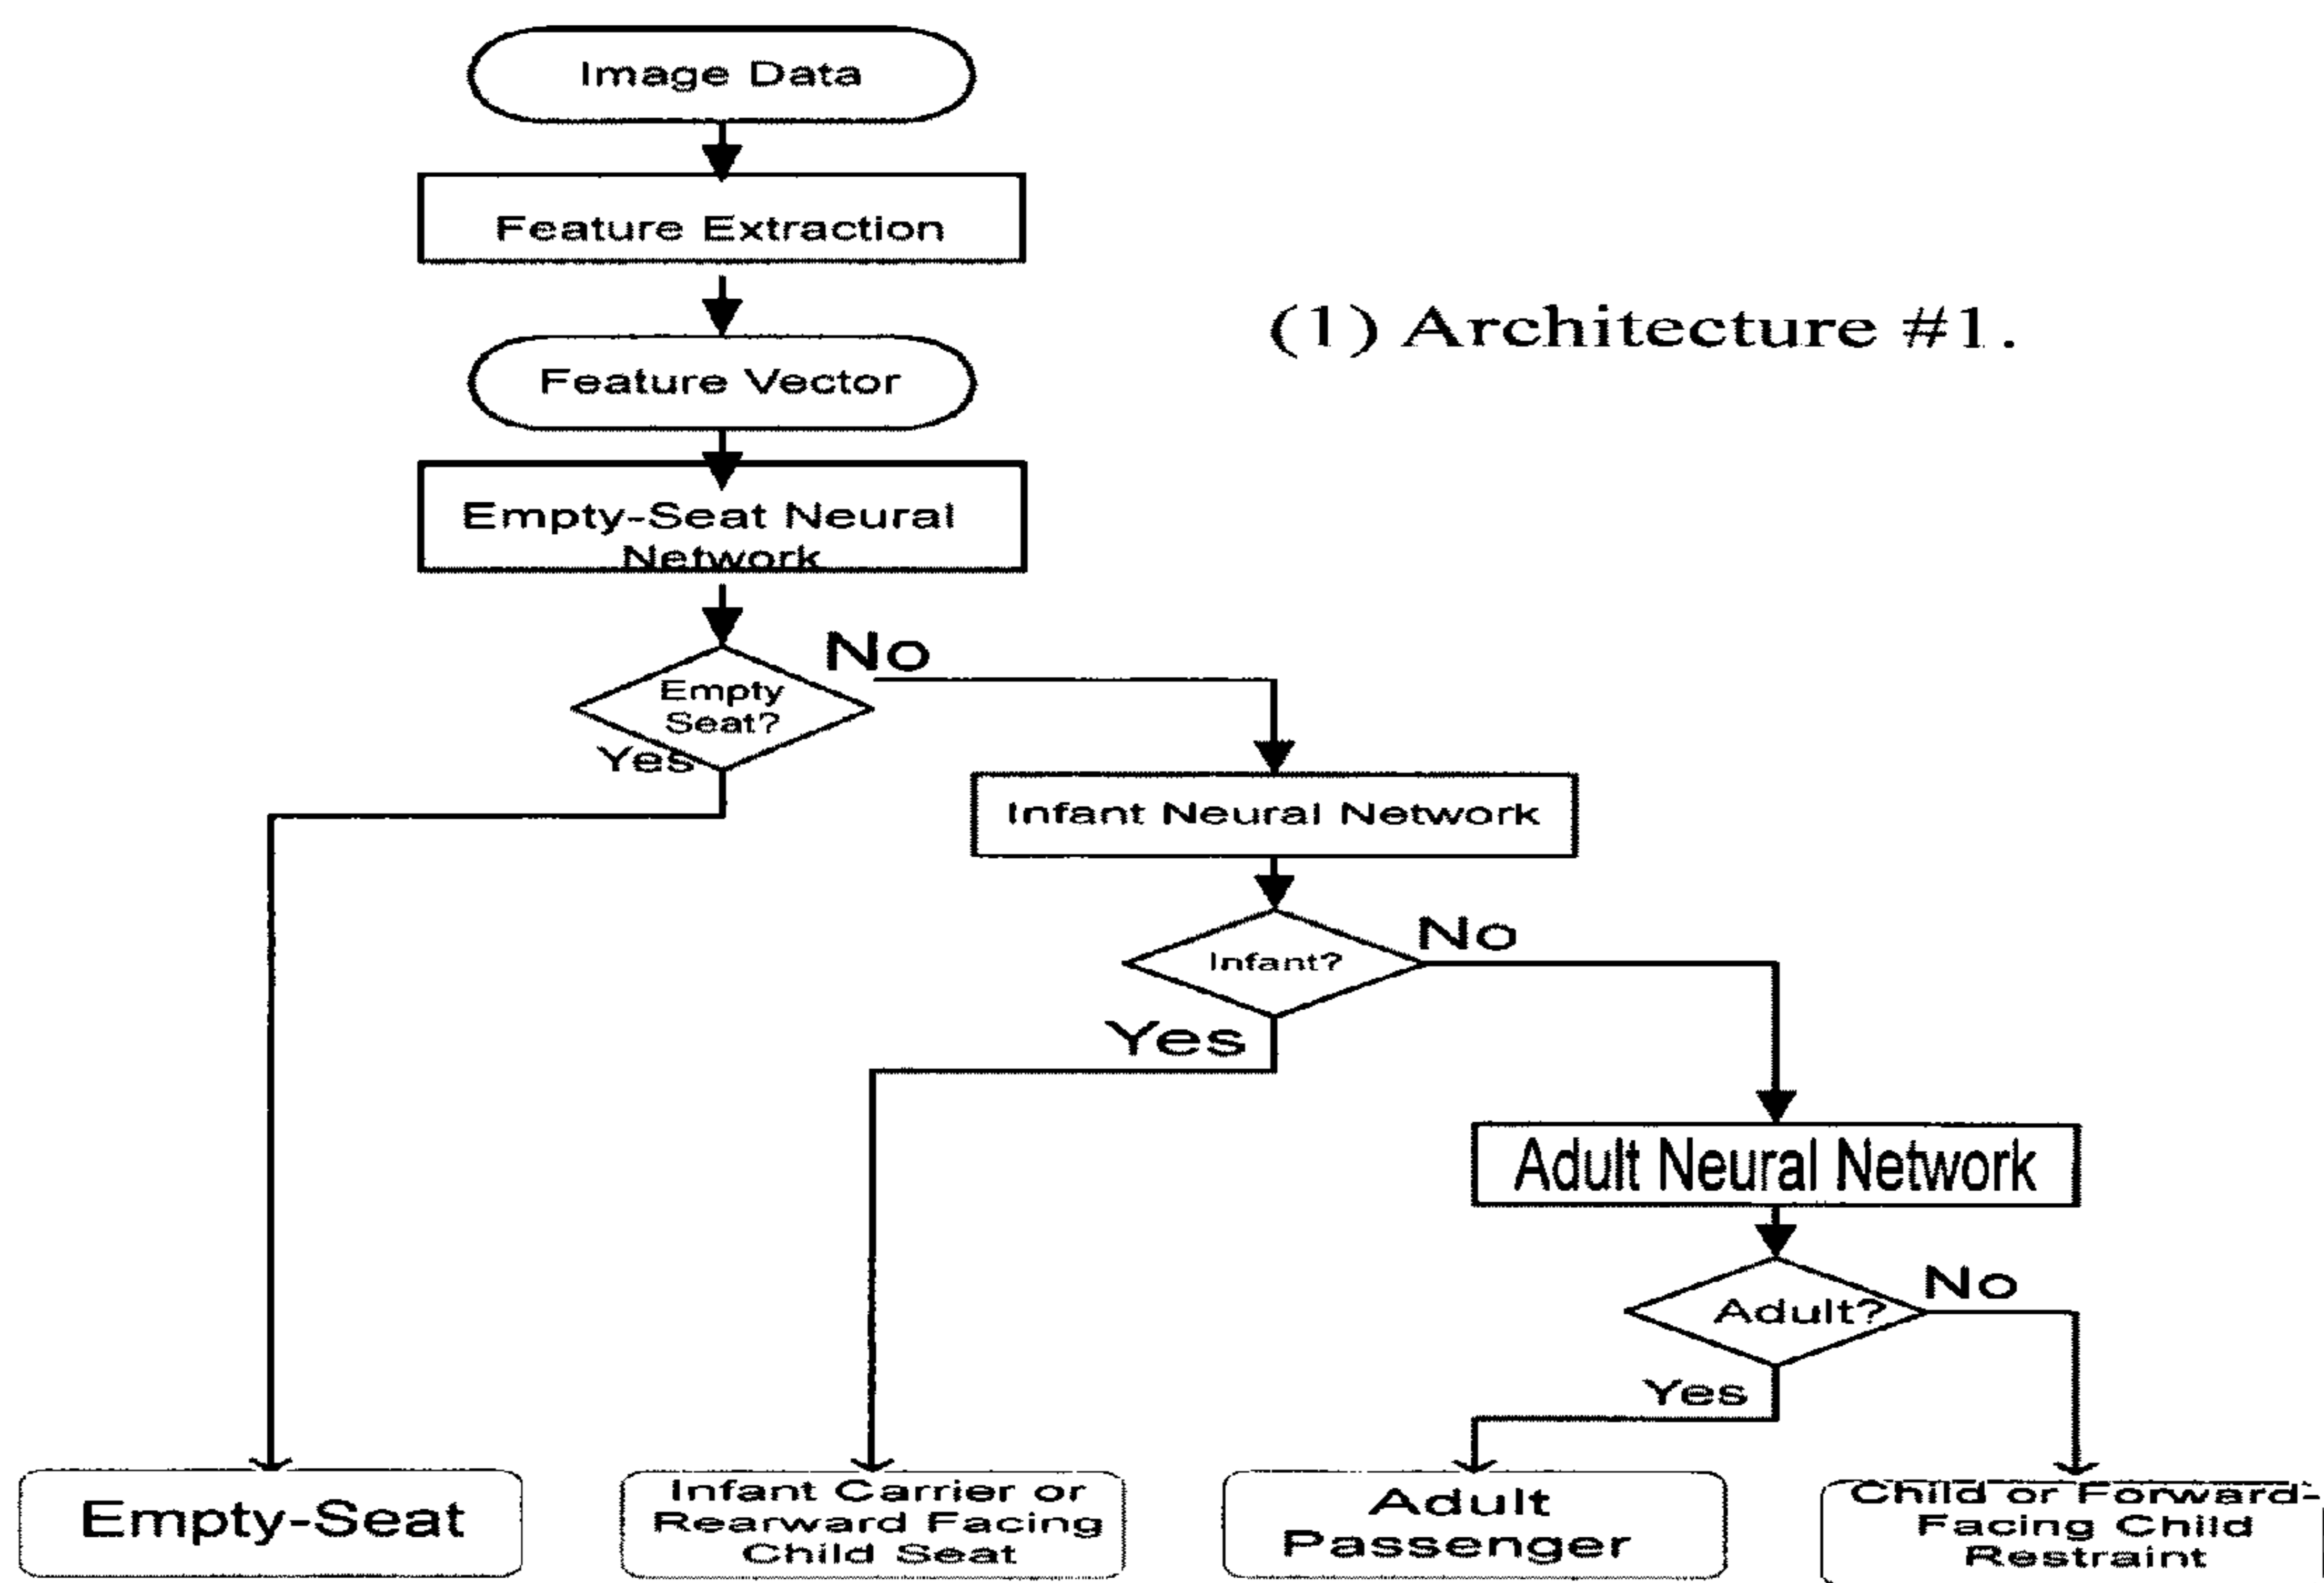 Image Data
Feature Extraction
(1) Architecture #1.
Feature Vector
Empty-Seat Neural
Network
No
Empty
Seat?
Yes
Infant Neural Network
No
Infant?
Yes
Adult Neural Network
No
Adult?
Yes
Empty-Seat
Infant Carrier or
Rearward Facing
Child Seat
Adult
Passenger
Child or Forward-
Facing Child
Restraint